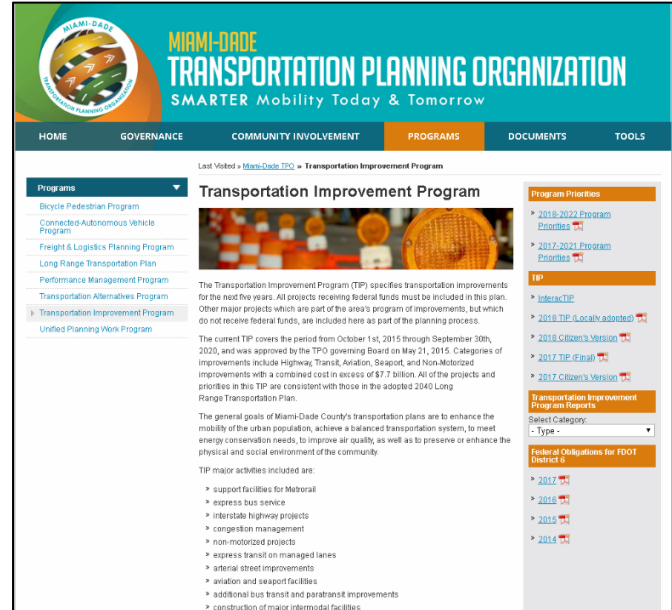 MIAMI-DADE
TRANSPORTATION PLANNING ORGANIZATION
MIAMI-DADE
TRANSPORTATION PLANNING ORGANIZATION
SMARTER Mobility Today & Tomorrow
HOME GOVERNANCE COMMUNITY INVOLVEMENT PROGRAMS DOCUMENTS TOOLS
Last Visited » Miami-Dade TPO » Transportation Improvement Program
Programs
Bicycle Pedestrian Program
Connected-Autonomous Vehicle
Program
Freight & Logistics Planning Program
Long Range Transportation Plan
Performance Management Program
Transportation Alternatives Program
Transportation Improvement Program
Unified Planning Work Program
Transportation Improvement Program
The Transportation Improvement Program (TIP) specifies transportation improvements
for the next five years. All projects receiving federal funds must be included in this plan.
Other major projects which are part of the area's program of improvements, but which
do not receive federal funds, are included here as part of the planning process.
The current TIP covers the period from October 1st, 2015 through September 30th,
2020, and was approved by the TPO governing Board on May 21, 2015. Categories of
improvements include Highway, Transit, Aviation, Seaport, and Non-Motorized
improvements with a combined cost in excess of $7.7 billion. All of the projects and
priorities in this TIP are consistent with those in the adopted 2040 Long
Range Transportation Plan.
The general goals of Miami-Dade County's transportation plans are to enhance the
mobility of the urban population, achieve a balanced transportation system, to meet
energy conservation needs, to improve air quality, as well as to preserve or enhance the
physical and social environment of the community.
TIP major activities included are:
support facilities for Metrorail
express bus service
interstate highway projects
congestion management
non-motorized projects
express transit on managed lanes
arterial street improvements
aviation and seaport facilities
additional bus transit and paratransit improvements
construction of major intermodal facilities
Program Priorities
2018-2022 Program
Priorities
2017-2021 Program
Priorities
TIP
InteracTIP
2018 TIP (Locally adopted)
2018 Citizen's Version
2017 TIP (Final)
2017 Citizen's Version
Transportation Improvement
Program Reports
Select Category:
- Type -
Federal Obligations for FDOT
District 6
2017
2016
2015
2014